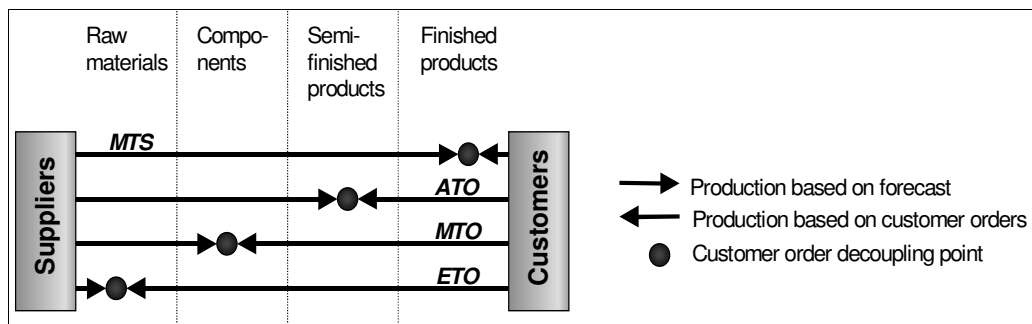 Raw
materials
Compo-
nents
Semi-
finished
products
Finished
products
Suppliers
MTS
ATO
MTO
ETO
Customers
Production based on forecast
Production based on customer orders
Customer order decoupling point